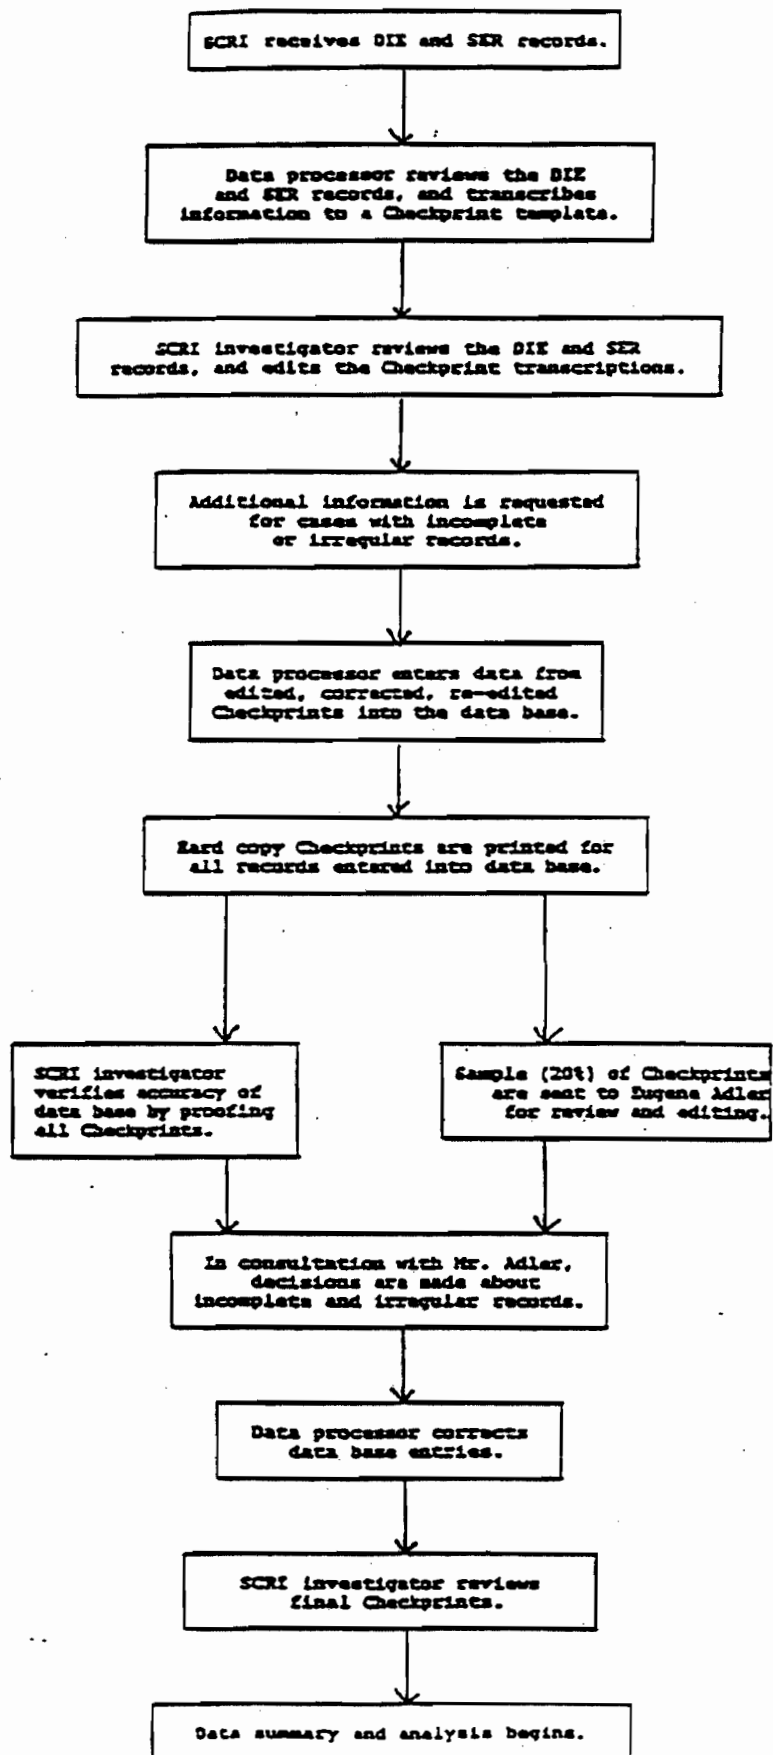 SCRI receives DIE and SER records.
Data processor reviews the DIE
and SER records, and transcribes
information to a Checkprint template.
SCRI investigator reviews the DIE and SER
records, and edits the Checkprint transcriptions.
Additional information is requested
for cases with incomplete
or irregular records.
Data processor enters data from
edited, corrected, re-edited
Checkprints into the data base.
Hard copy Checkprints are printed for
all records entered into data base.
SCRI investigator
verifies accuracy of
data base by proofing
all Checkprints.
Sample (20%) of Checkprints
are sent to Eugene Adler
for review and editing.
In consultation with Mr. Adler,
decisions are made about
incomplete and irregular records.
Data processor corrects
data base entries.
SCRI investigator reviews
final Checkprints.
Data summary and analysis begins.